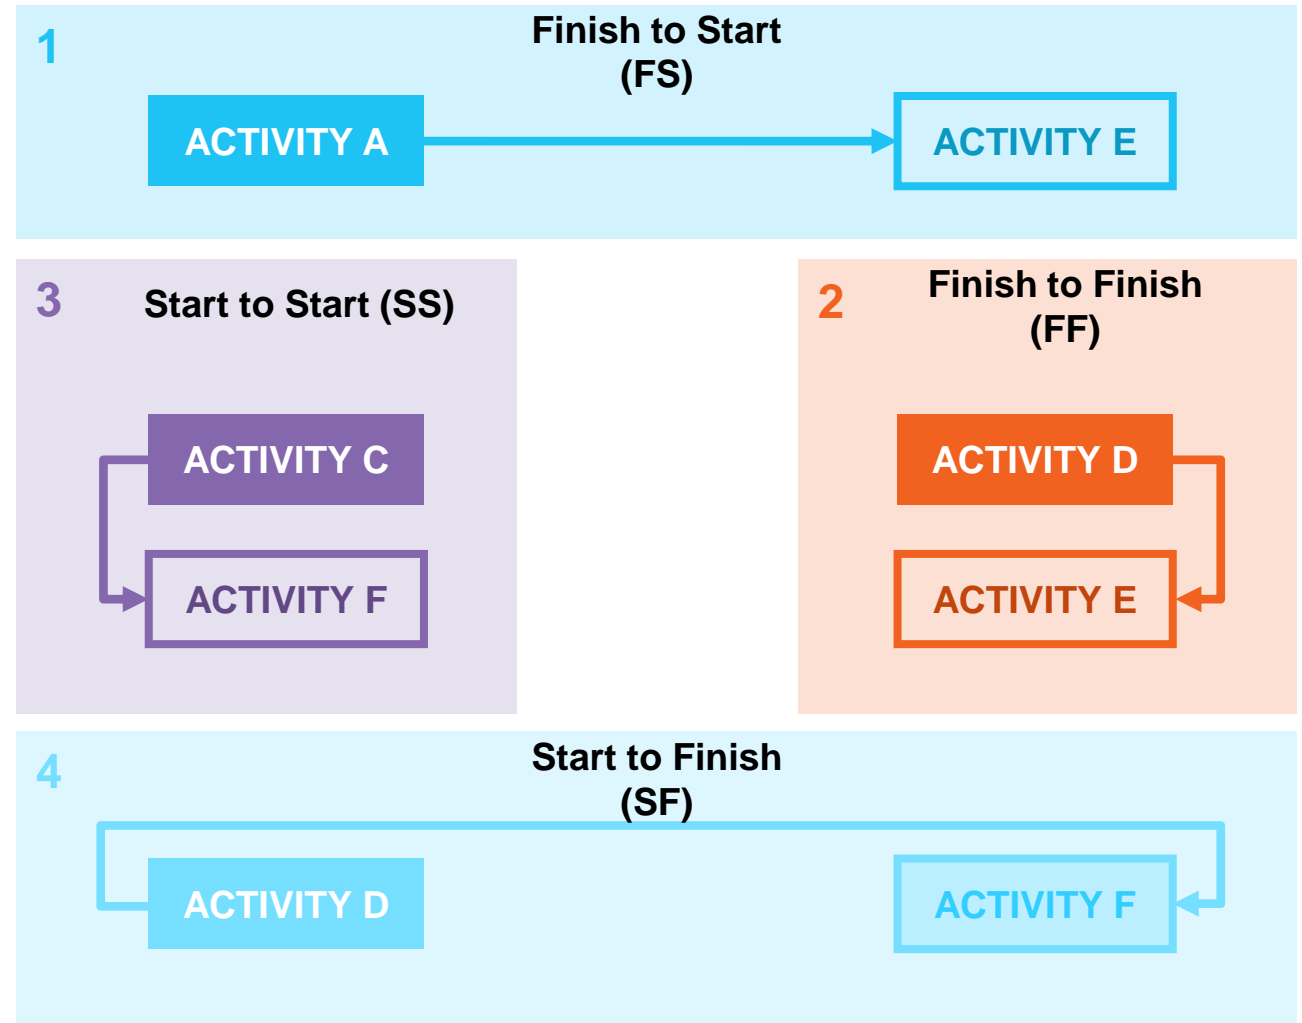 1
Finish to Start
(FS)
ACTIVITY A
ACTIVITY E
3
Start to Start (SS)
ACTIVITY C
ACTIVITY F
2
Finish to Finish
(FF)
ACTIVITY D
ACTIVITY E
4
Start to Finish
(SF)
ACTIVITY D
ACTIVITY F